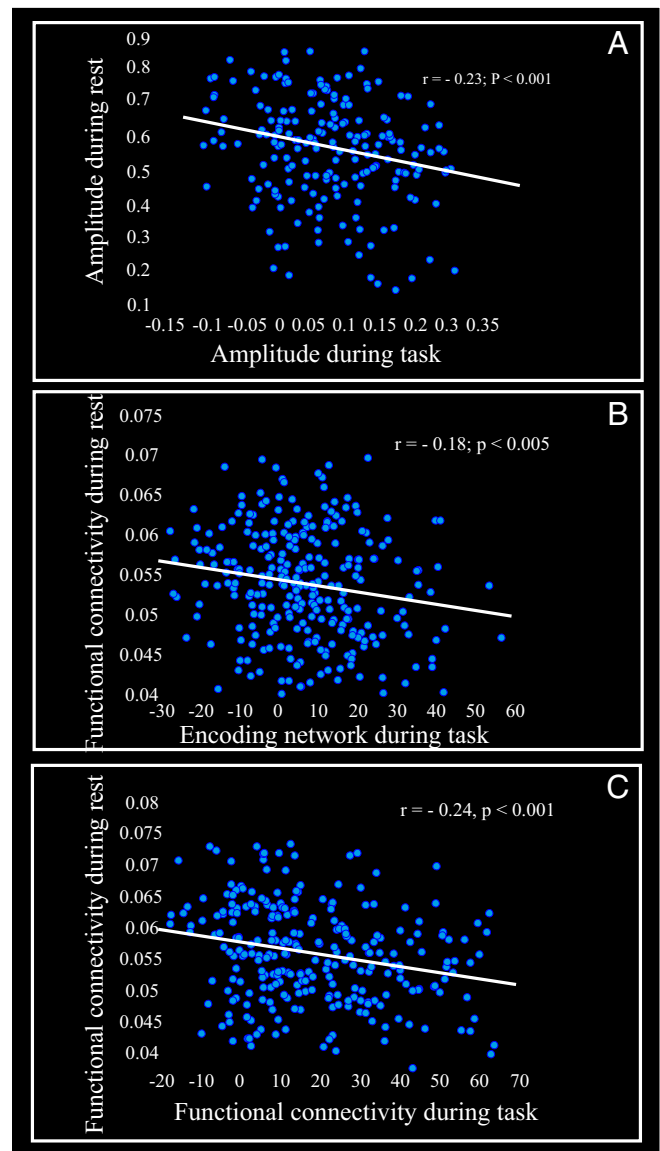 A
r = - 0.23; P < 0.001
Amplitude during rest
0.9
0.8
0.7
0.6
0.5
0.4
0.3
0.2
0.1
-0.15 -0.1 -0.05 0 0.05 0.1 0.15 0.2 0.3 0.35
Amplitude during task
B
r = - 0.18; p < 0.005
Functional connectivity during rest
0.075
0.07
0.065
0.06
0.055
0.05
0.045
0.04
-30 -20 -10 0 10 20 30 40 50 60
Encoding network during task
C
r = - 0.24, p < 0.001
Functional connectivity during rest
0.08
0.075
0.07
0.065
0.06
0.055
0.05
0.045
0.04
-20 -10 0 10 20 30 40 50 60 70
Functional connectivity during task